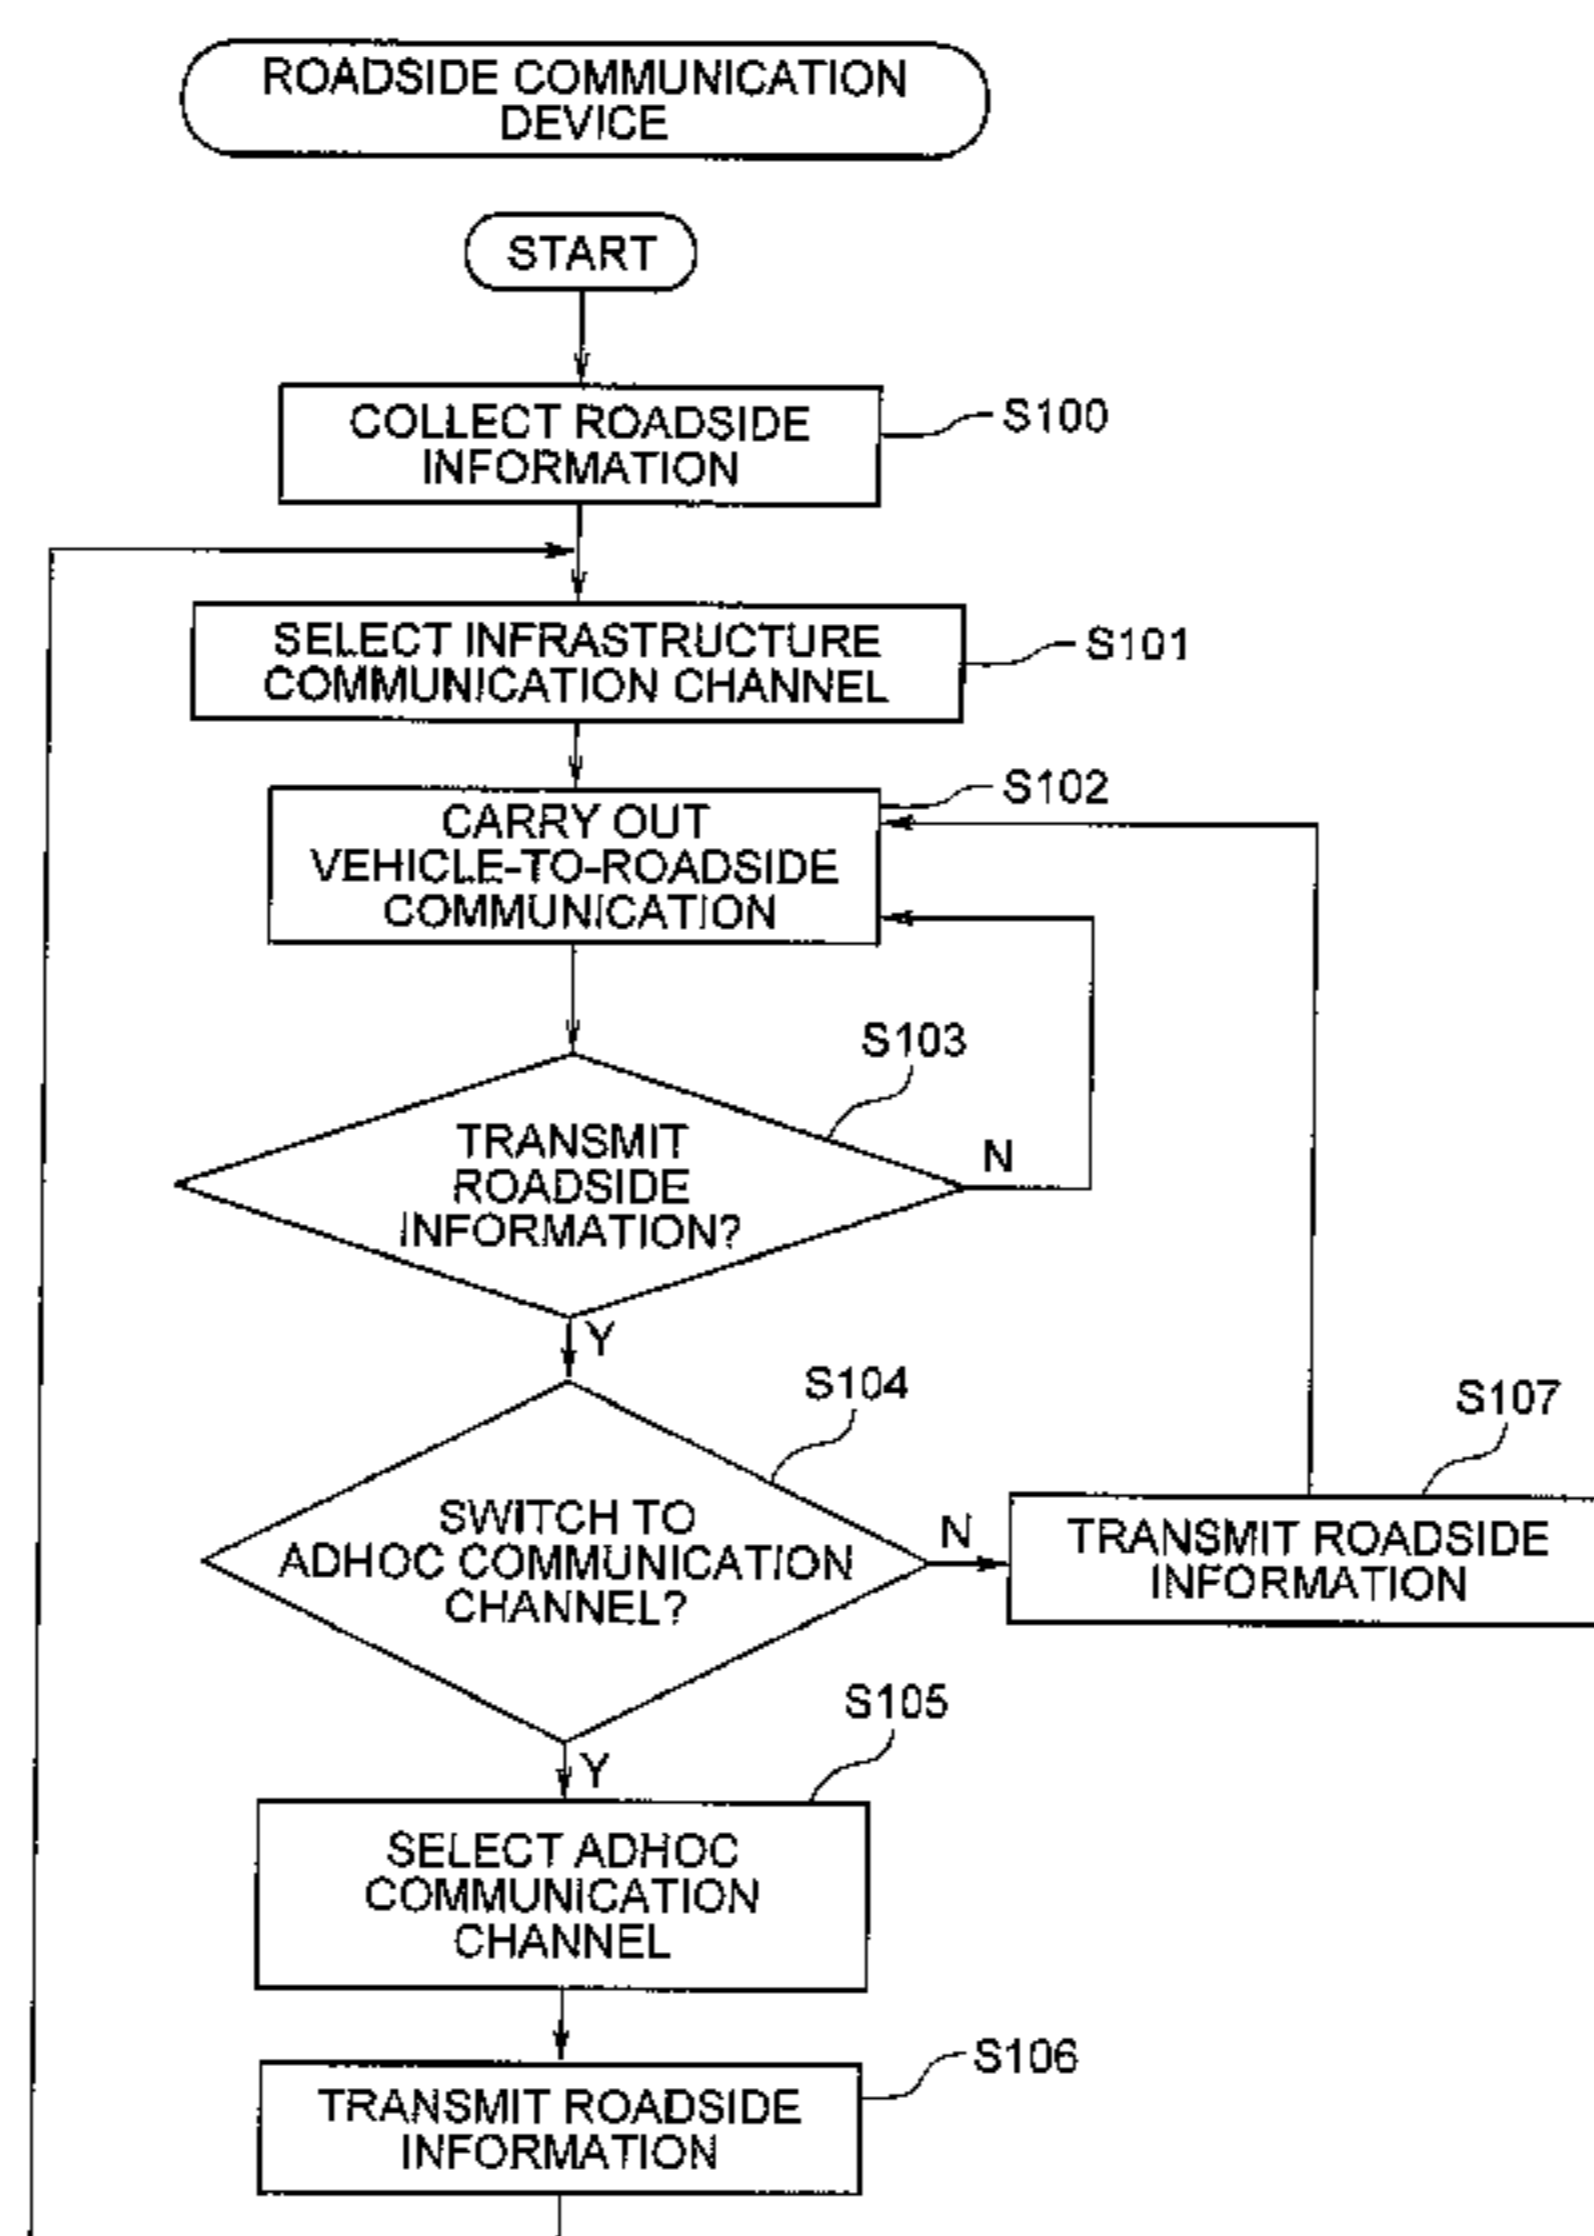 ROADSIDE COMMUNICATION
DEVICE
START
COLLECT ROADSIDE
INFORMATION
S100
SELECT INFRASTRUCTURE
COMMUNICATION CHANNEL
S101
CARRY OUT
VEHICLE-TO-ROADSIDE
COMMUNICATION
S102
S103
TRANSMIT
ROADSIDE
INFORMATION?
N
Y
S104
SWITCH TO
ADHOC COMMUNICATION
CHANNEL?
N
S107
TRANSMIT ROADSIDE
INFORMATION
Y
S105
SELECT ADHOC
COMMUNICATION
CHANNEL
S106
TRANSMIT ROADSIDE
INFORMATION